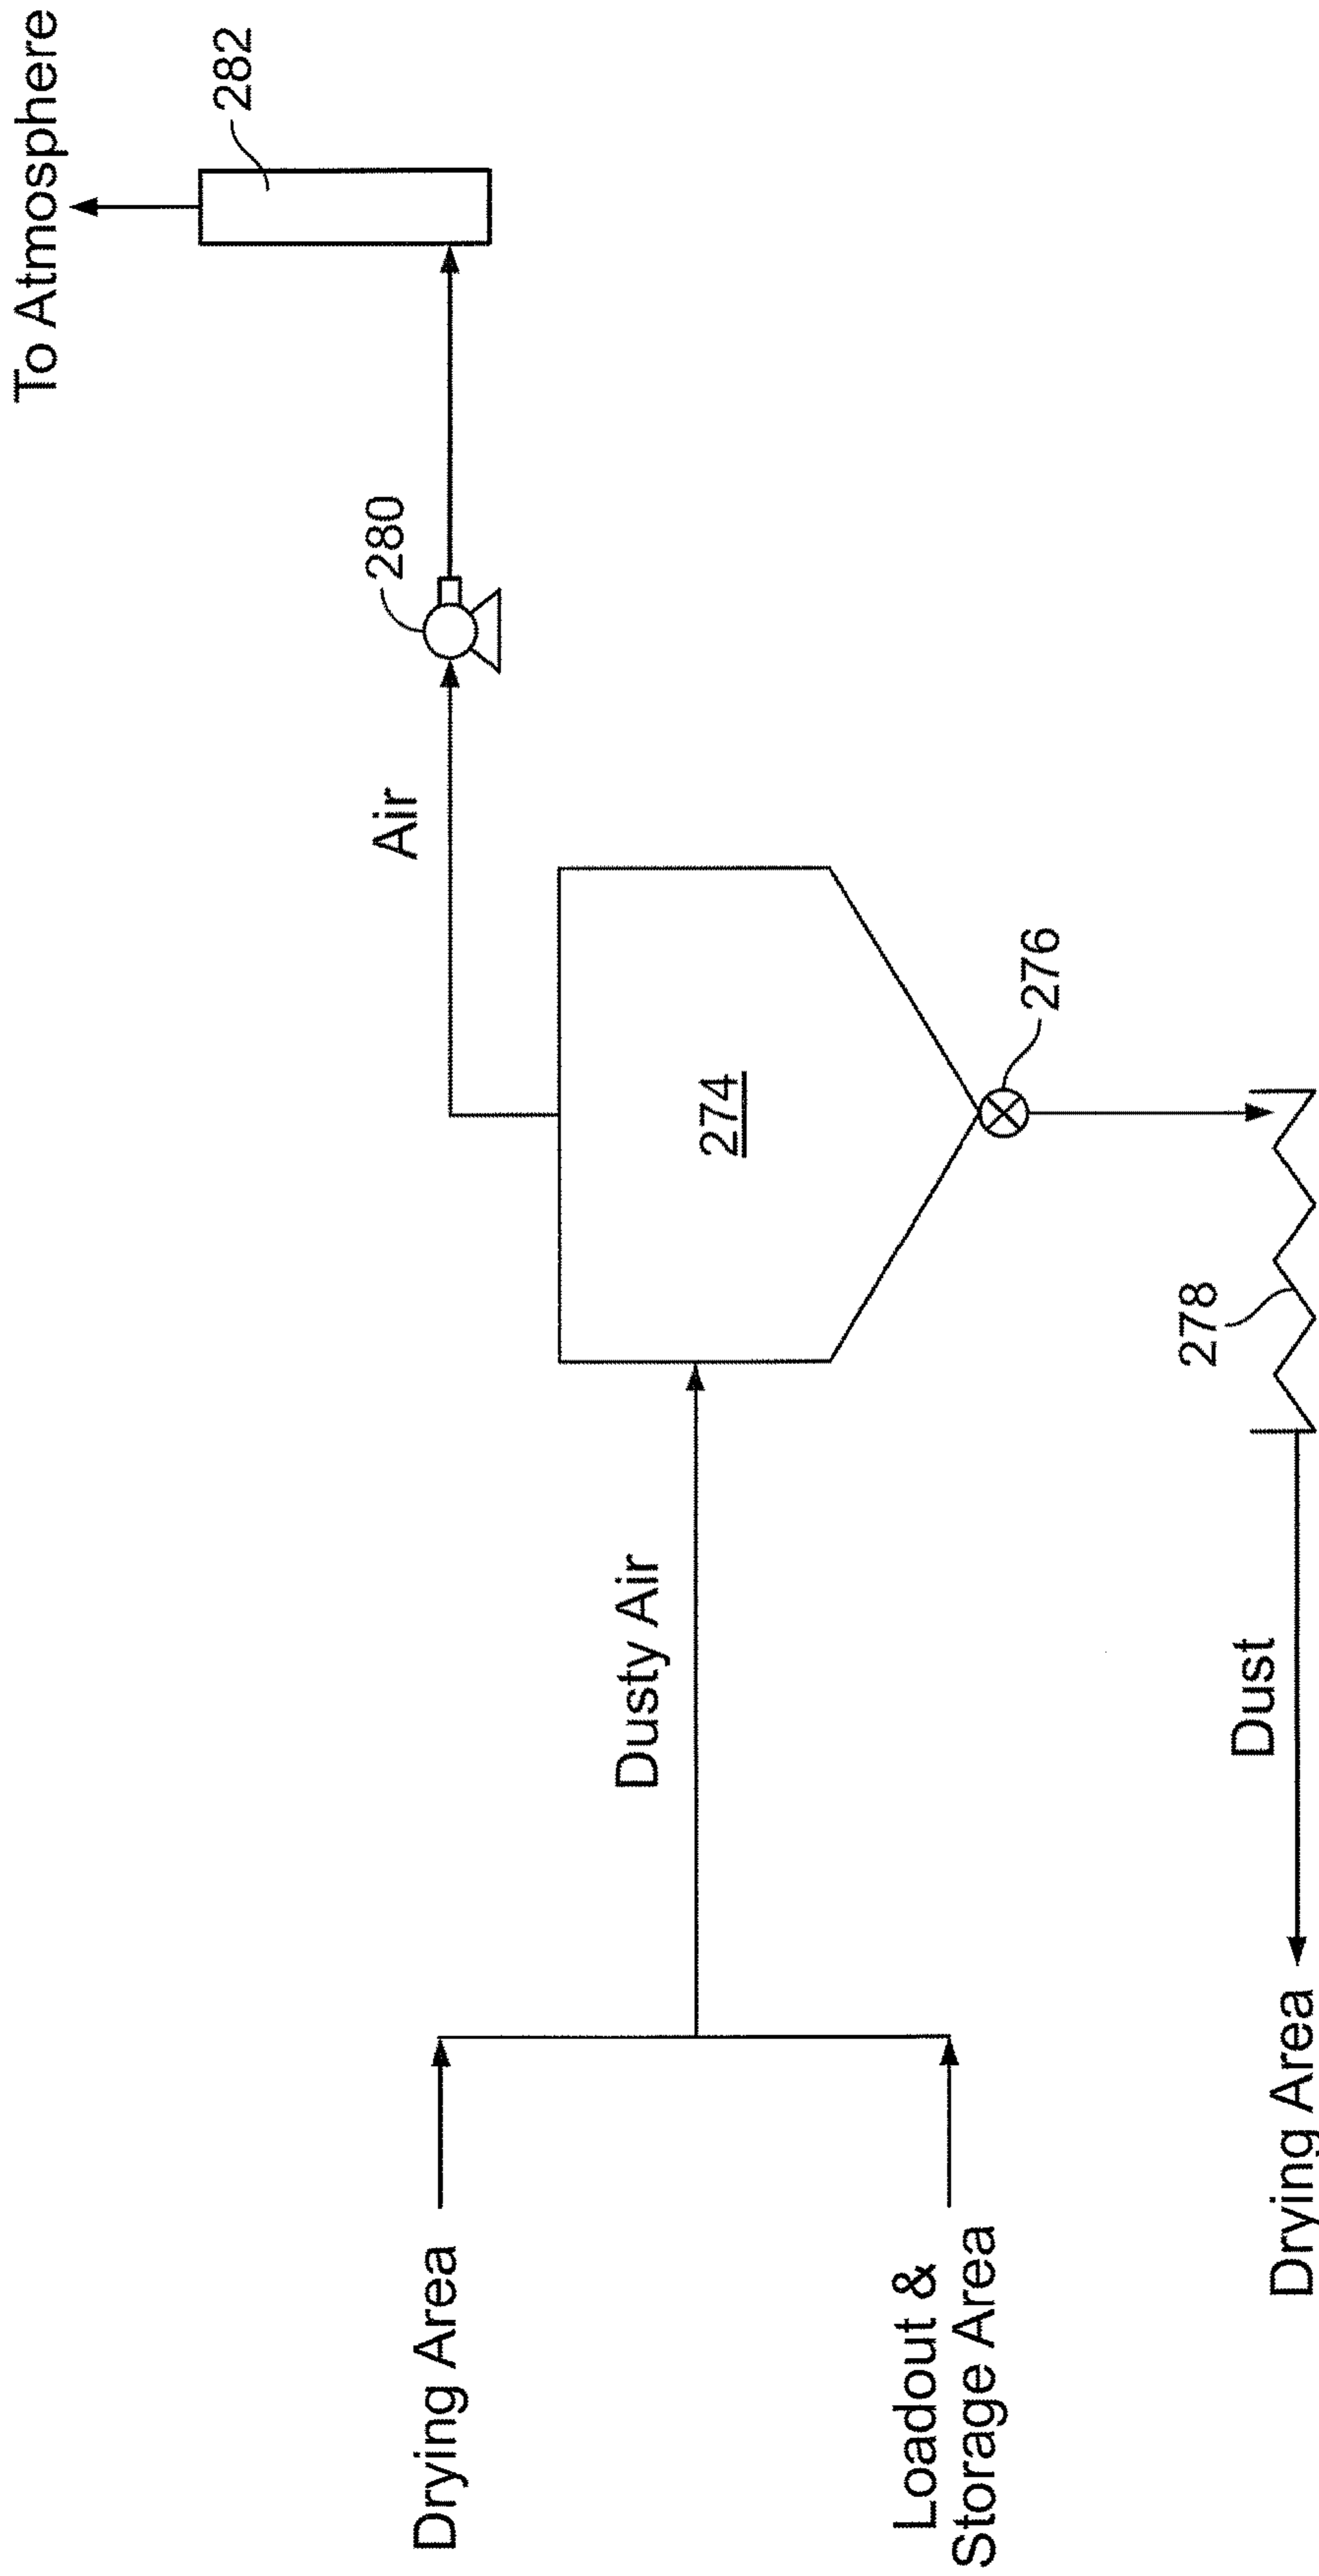 To Atmosphere
282
280
Air
274
276
Dusty Air
278
Dust
Drying Area
Loadout &
Storage Area
Drying Area